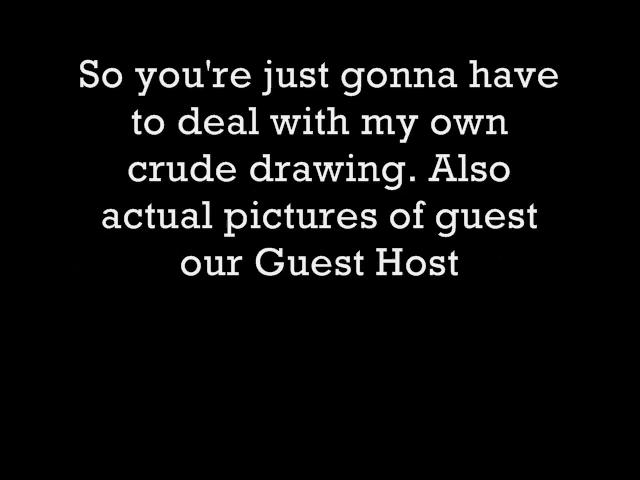 So you're just gonna have
to deal with my own
crude drawing. Also
actual pictures of guest
our Guest Host